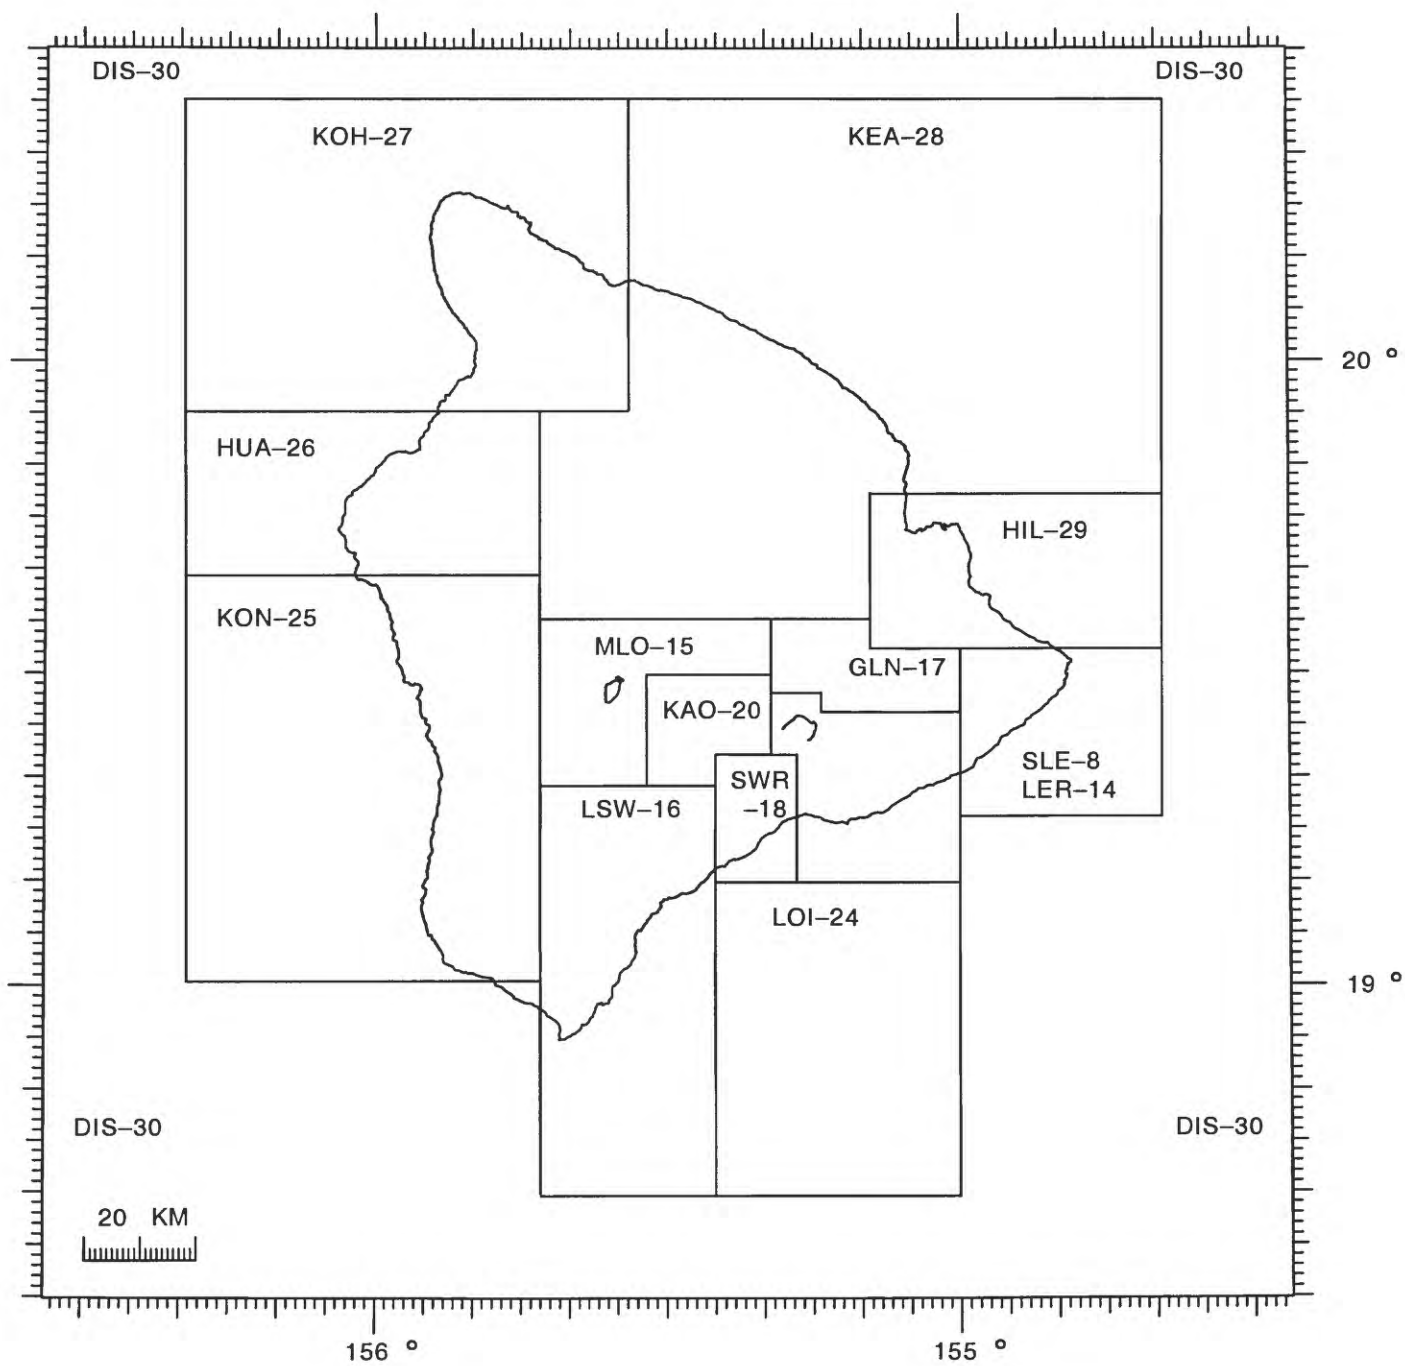 DIS–30
DIS–30
KOH–27
KEA–28
20 °
HUA–26
HIL–29
KON–25
MLO–15
GLN–17
KAO–20
SWR
–18
SLE–8
LER–14
LSW–16
LOI–24
19 °
DIS–30
DIS–30
20 KM
156 °
155 °